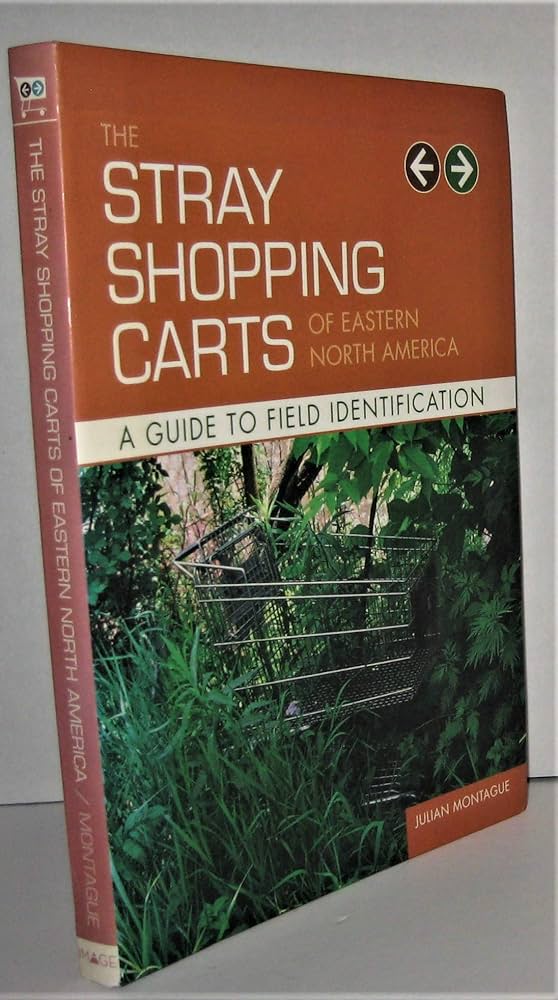 THE
STRAY
SHOPPING
CARTS
OF EASTERN
NORTH AMERICA
A GUIDE TO FIELD IDENTIFICATION
JULIAN MONTAGUE
THE STRAY SHOPPING CARTS OF EASTERN NORTH AMERICA / MONTAGUE
IMAGE